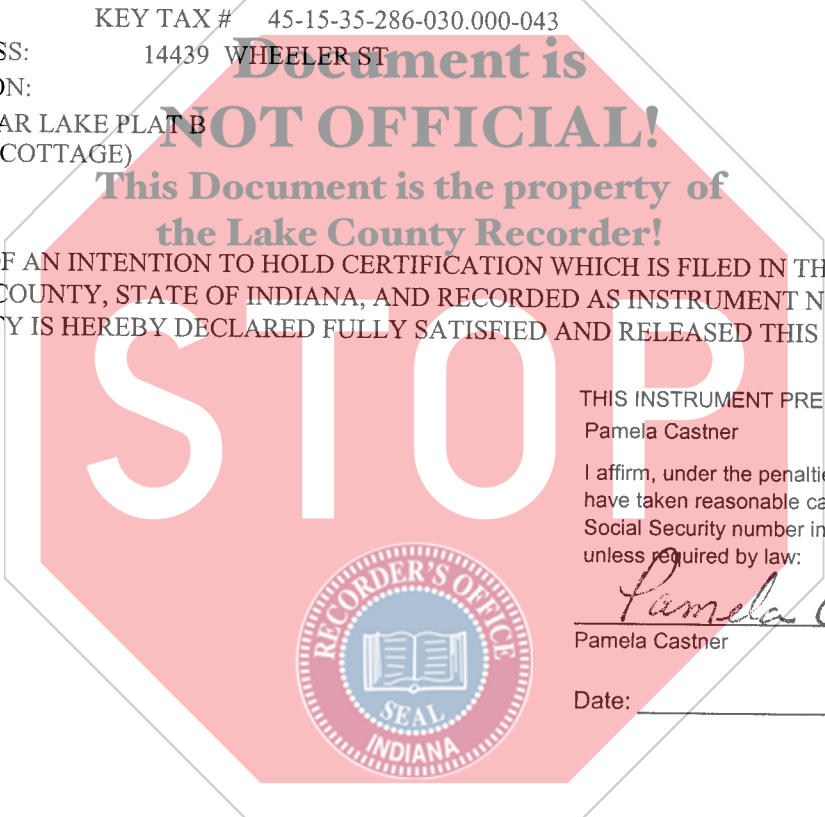 KEY TAX # 45-15-35-286-030.000-043
SS: 14439 WHEELER ST
ON:
Document is
AR LAKE PLAT B
NOT OFFICIAL!
COTTAGE)
This Document is the property of
the Lake County Recorder!
F AN INTENTION TO HOLD CERTIFICATION WHICH IS FILED IN TH
COUNTY, STATE OF INDIANA, AND RECORDED AS INSTRUMENT N
TY IS HEREBY DECLARED FULLY SATISFIED AND RELEASED THIS
STOP
THIS INSTRUMENT PRE
Pamela Castner
I affirm, under the penaltie
have taken reasonable ca
Social Security number in
unless required by law:
Pamela C
Pamela Castner
Date:
RECORDER'S OFFICE
SEAL
INDIANA